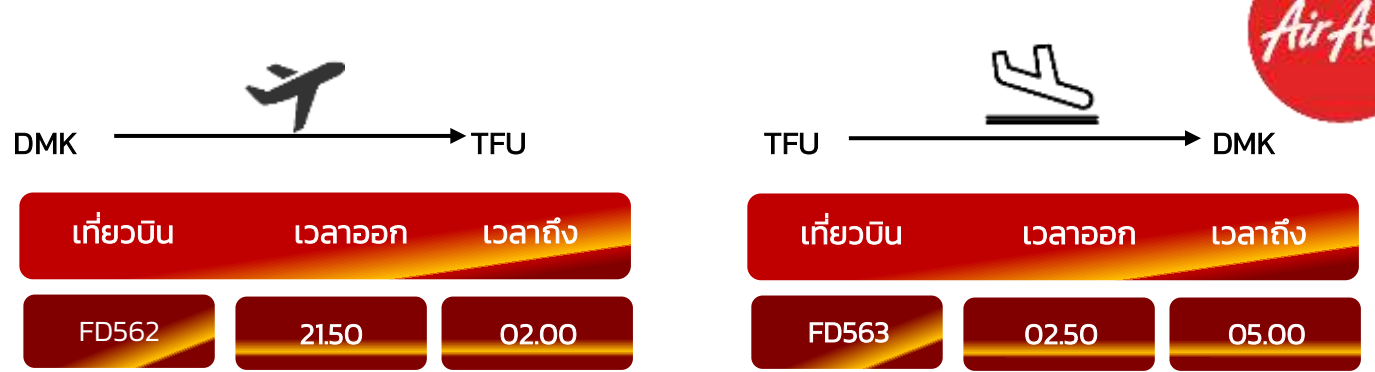 AirAs
DMK TFU
TFU DMK
เที่ยวบิน เวลาออก เวลาถึง
FD562 21.50 02.00
เที่ยวบิน เวลาออก เวลาถึง
FD563 02.50 05.00